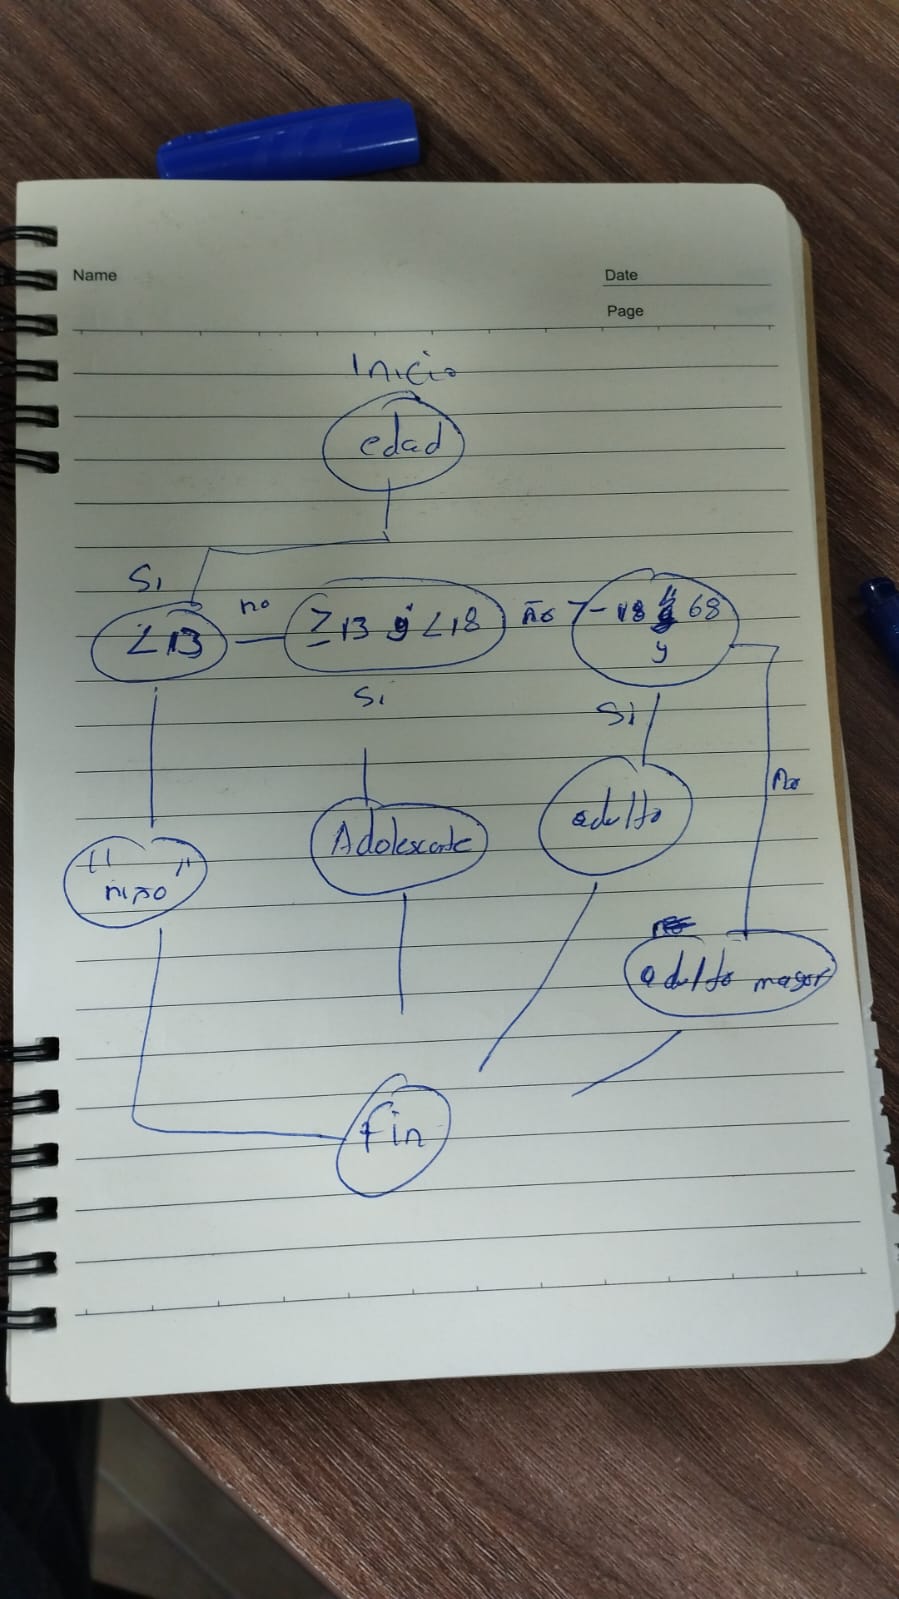 Name
Date
Page
Inicio
edad
Si
<13
no
≥13 y <18
no
18 y 68
Si
Si
niño
Adolescente
adulto
no
adulto mayor
Fin